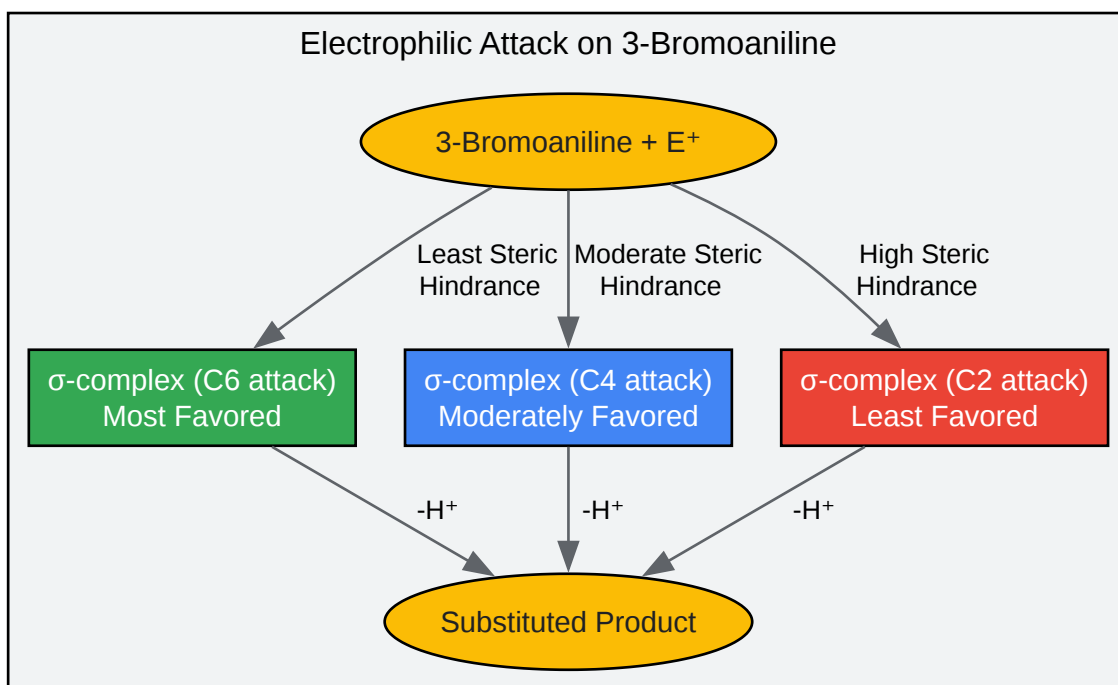 Electrophilic Attack on 3-Bromoaniline
3-Bromoaniline + E⁺
Least Steric
Hindrance
Moderate Steric
Hindrance
High Steric
Hindrance
σ-complex (C6 attack)
Most Favored
σ-complex (C4 attack)
Moderately Favored
σ-complex (C2 attack)
Least Favored
-H⁺
-H⁺
-H⁺
Substituted Product